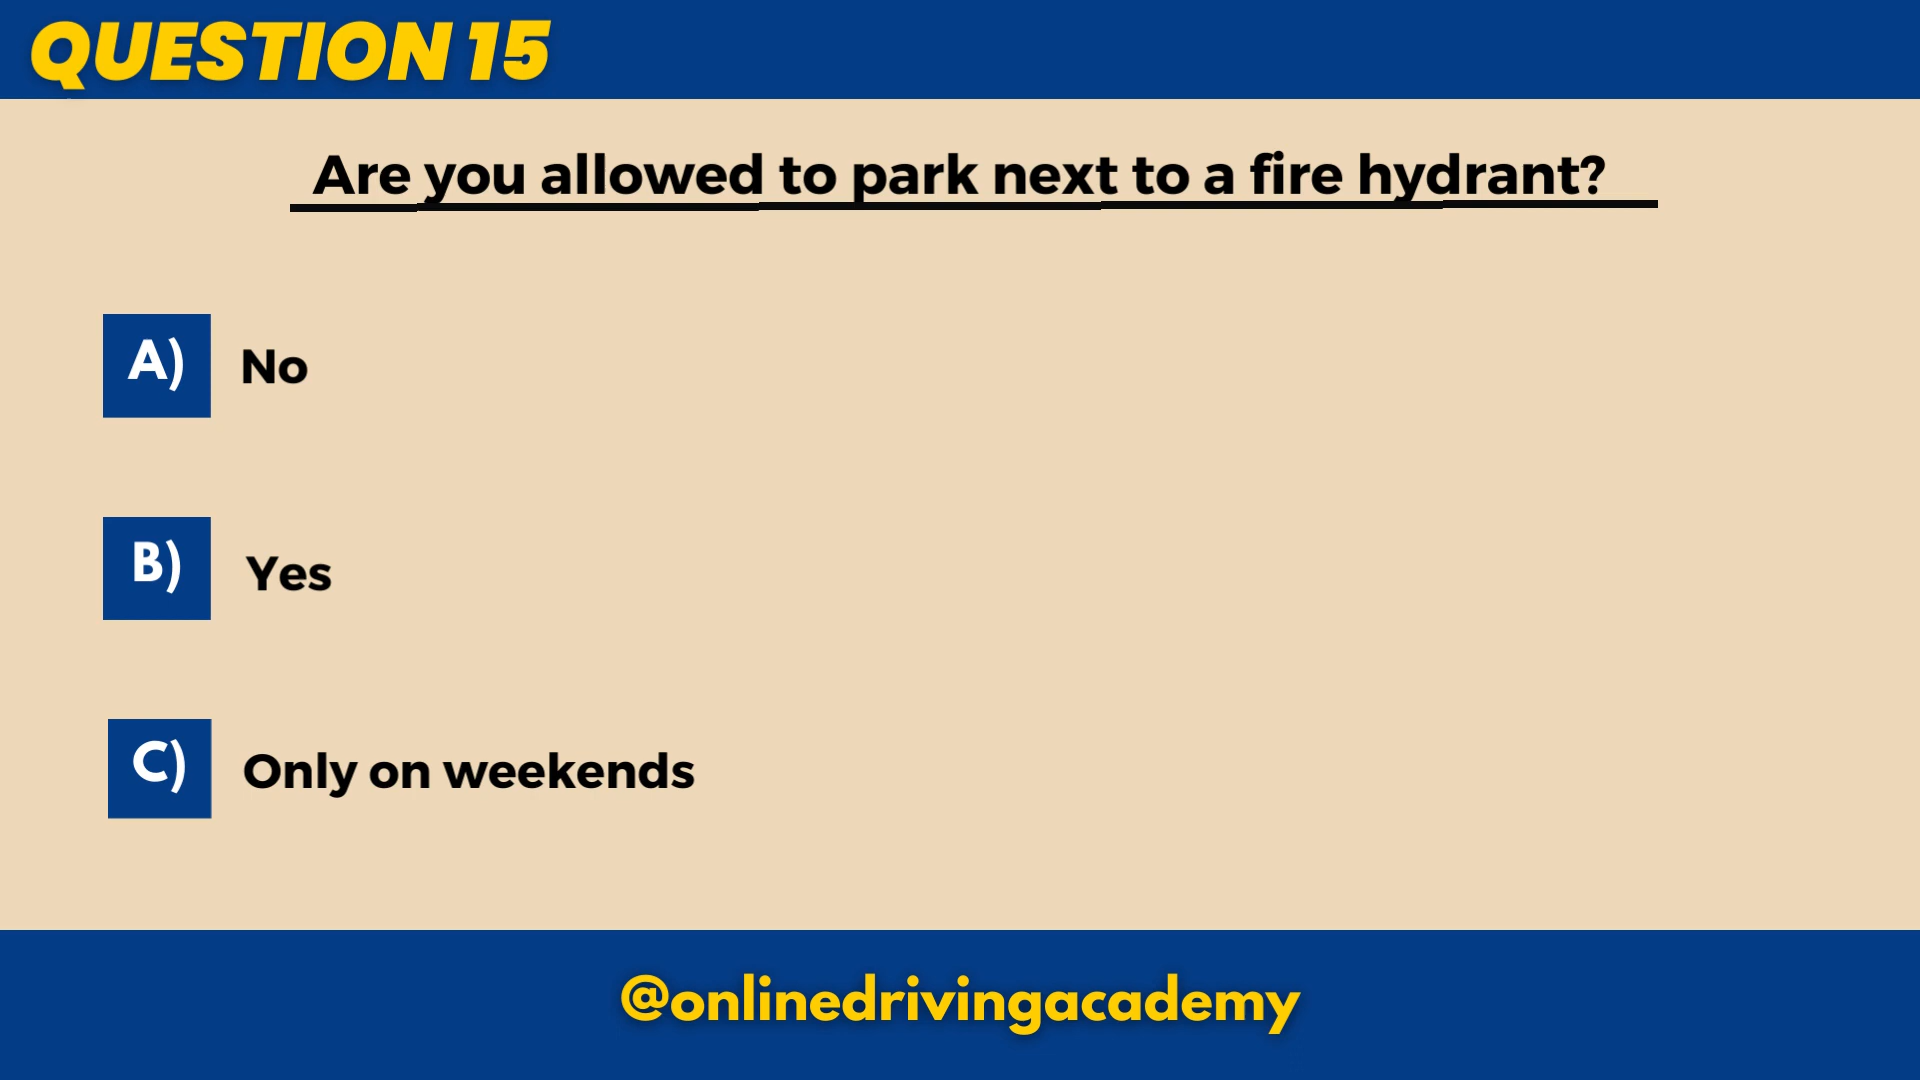 QUESTION 15
Are you allowed to park next to a fire hydrant?
A) No
B) Yes
C) Only on weekends
@onlinedrivingacademy